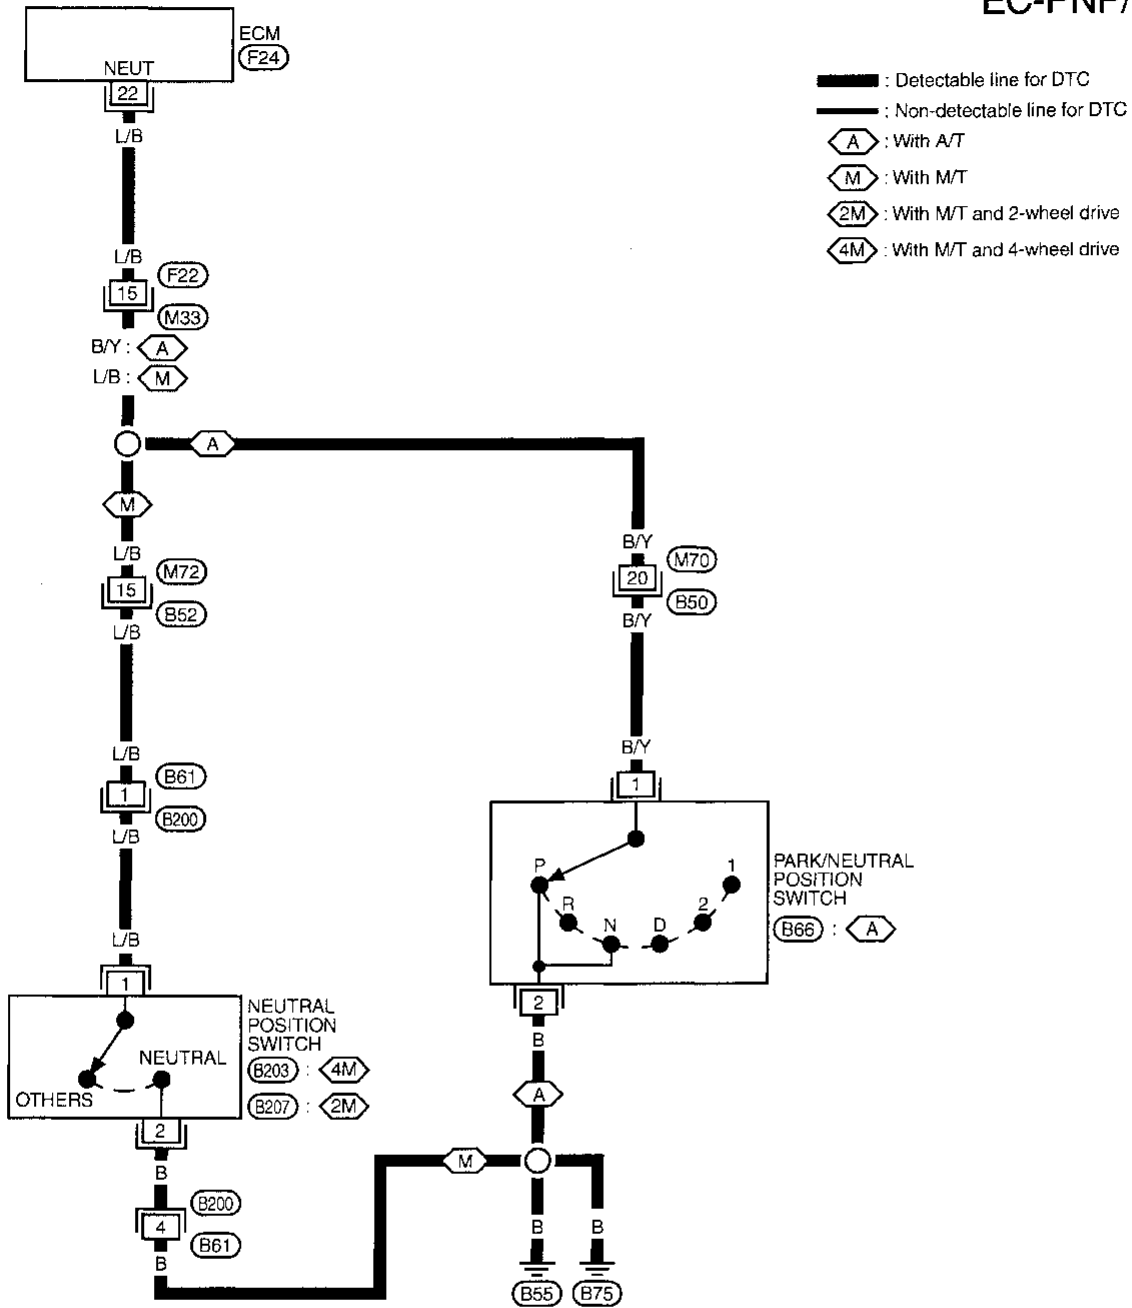 EC-PNP/
ECM
F24
NEUT
22
L/B
L/B
15
F22
M33
B/Y : A
L/B : M
: Detectable line for DTC
: Non-detectable line for DTC
A : With A/T
M : With M/T
2M : With M/T and 2-wheel drive
4M : With M/T and 4-wheel drive
A
M
L/B
15
M72
B52
L/B
B/Y
20
M70
B50
B/Y
L/B
1
B61
B200
L/B
B/Y
1
P
R
N
D
2
1
PARK/NEUTRAL
POSITION
SWITCH
B66 : A
2
B
A
L/B
1
OTHERS
NEUTRAL
NEUTRAL
POSITION
SWITCH
B203 : 4M
B207 : 2M
2
B
4
B200
B61
B
M
B
B
B55
B75